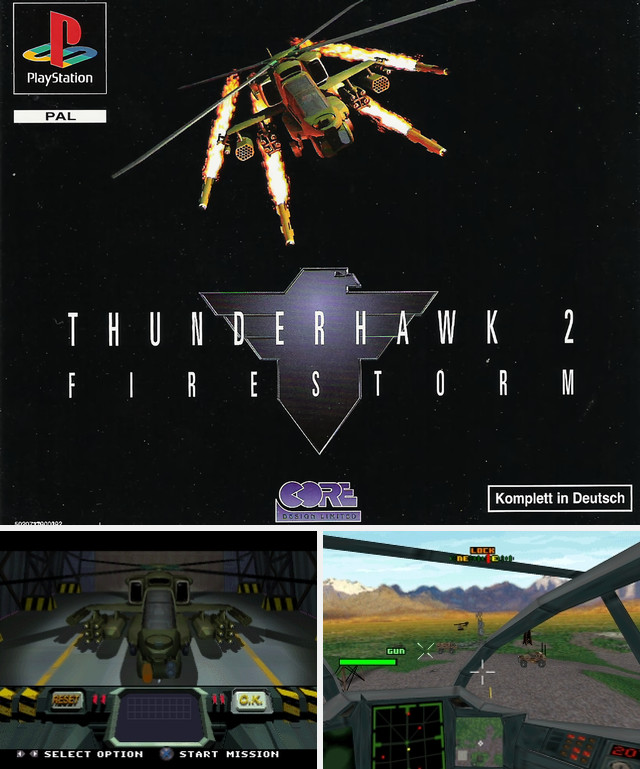 PlayStation
PAL
THUNDERHAWK 2
FIRESTORM
CORE
DESIGN LIMITED
Komplett in Deutsch
RESET
O.K.
SELECT OPTION
START MISSION
LOCK
NE
E
GUN
20